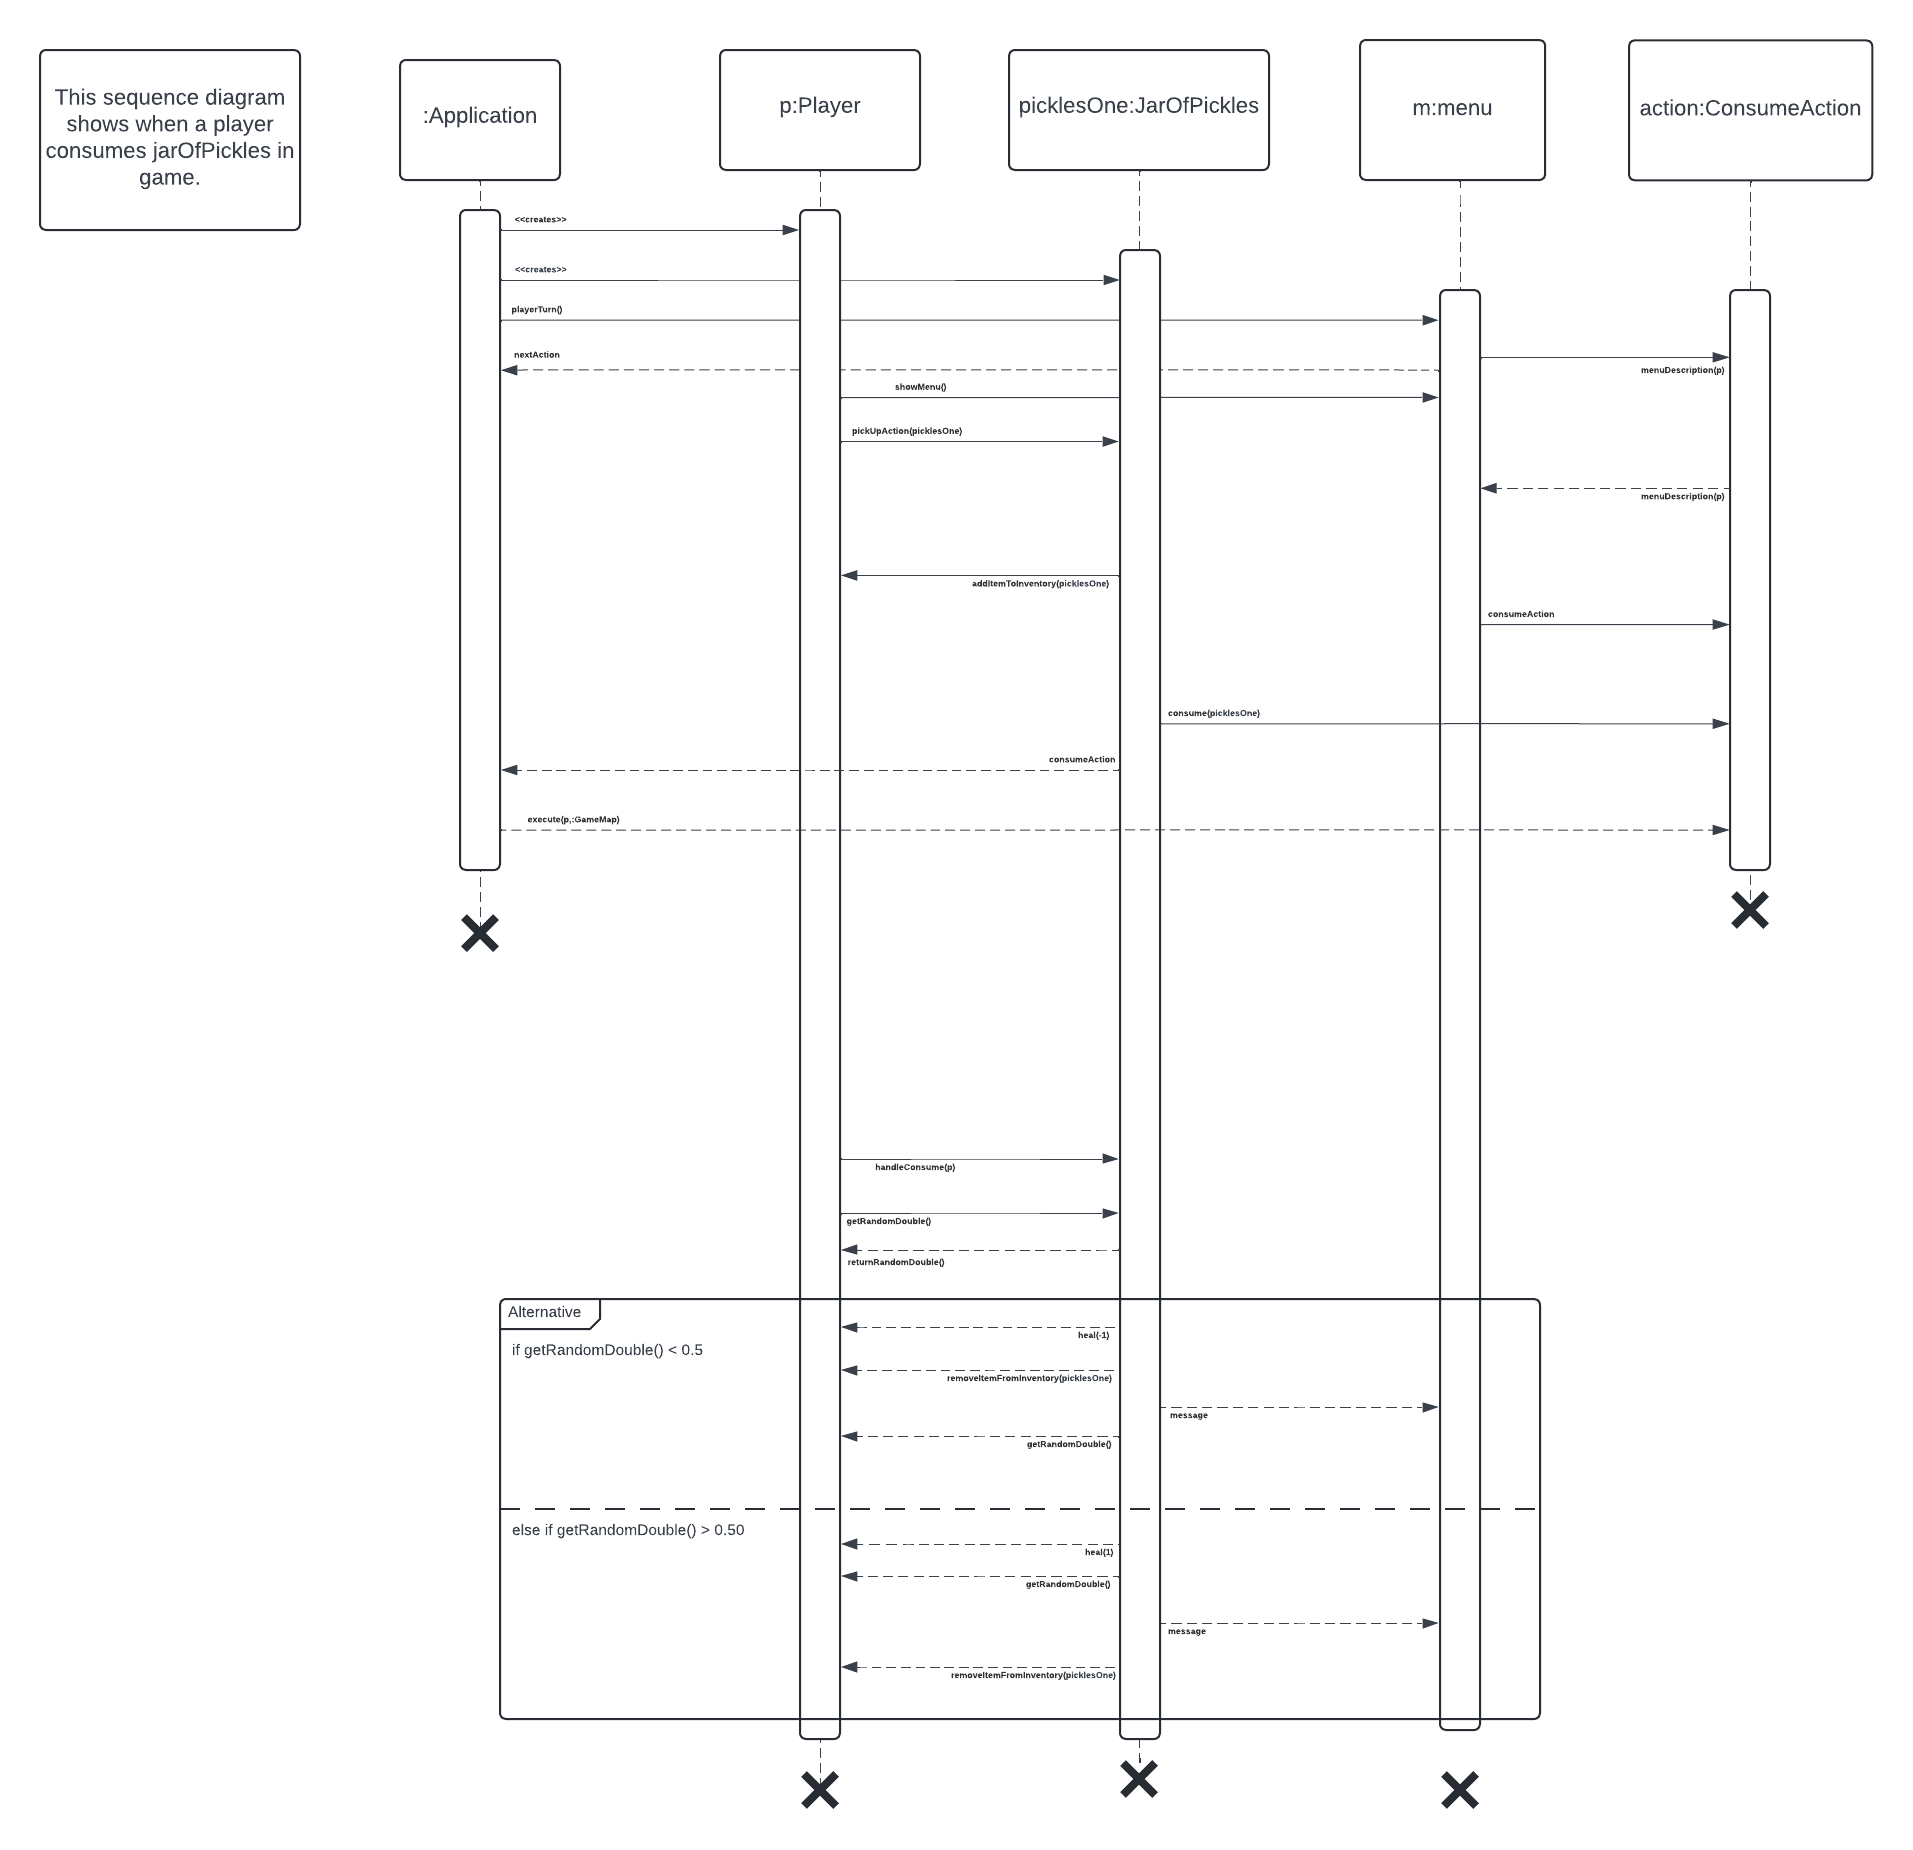 This sequence diagram
shows when a player
consumes jarOfPickles in
game.
:Application
p:Player
picklesOne:JarOfPickles
m:menu
action:ConsumeAction
<<creates>>
<<creates>>
playerTurn()
nextAction
menuDescription(p)
showMenu()
pickUpAction(picklesOne)
menuDescription(p)
addItemToInventory(picklesOne)
consumeAction
consume(picklesOne)
consumeAction
execute(p,:GameMap)
handleConsume(p)
getRandomDouble()
returnRandomDouble()
Alternative
heal(-1)
if getRandomDouble() < 0.5
removeItemFromInventory(picklesOne)
message
getRandomDouble()
else if getRandomDouble() > 0.50
heal(1)
getRandomDouble()
message
removeItemFromInventory(picklesOne)